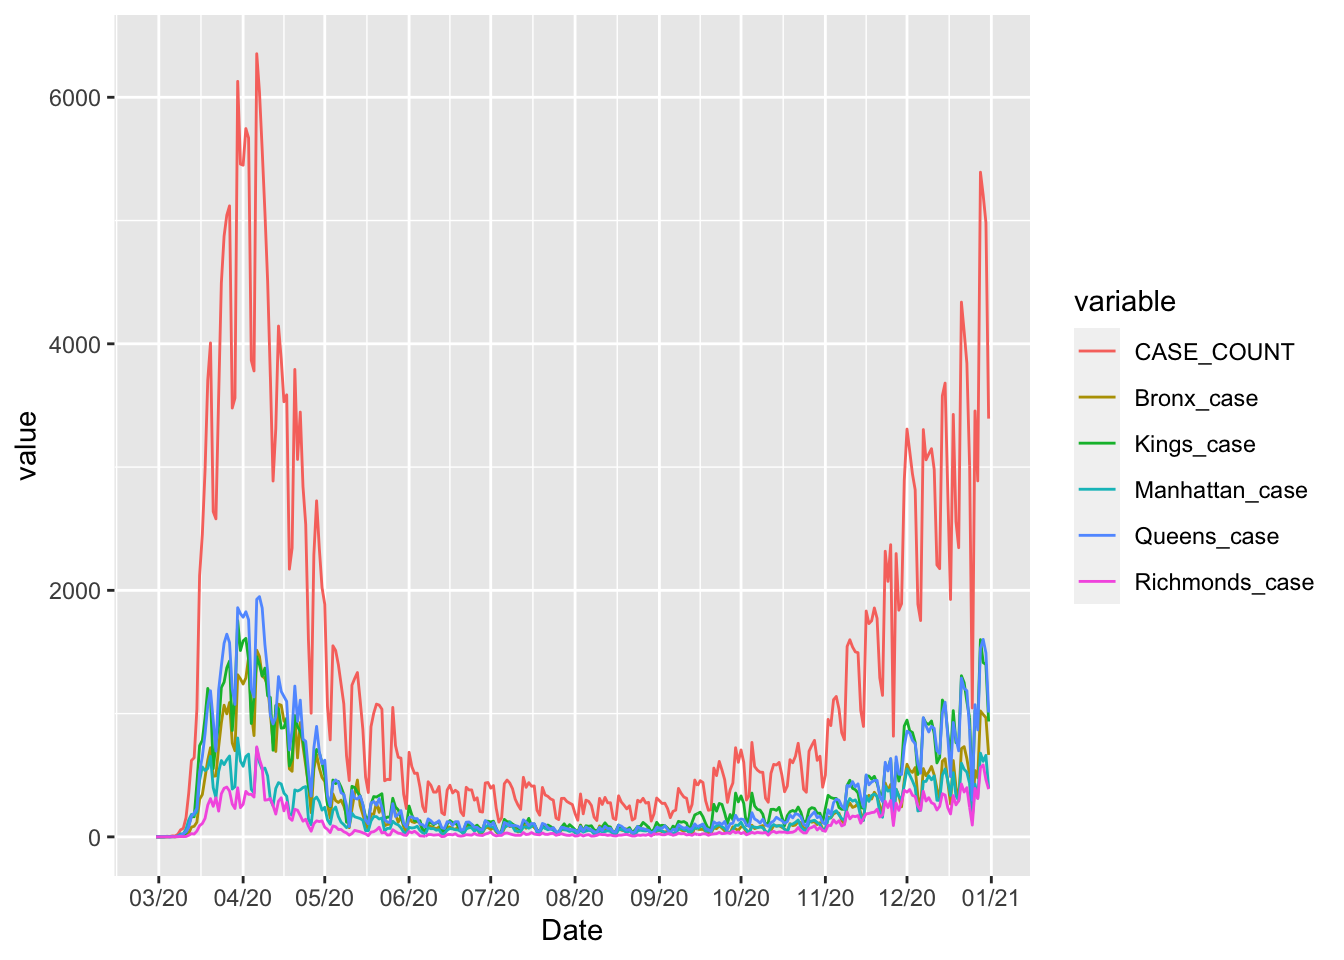 6000
4000
2000
0
value
03/20 04/20 05/20 06/20 07/20 08/20 09/20 10/20 11/20 12/20 01/21
Date
variable
CASE_COUNT
Bronx_case
Kings_case
Manhattan_case
Queens_case
Richmonds_case